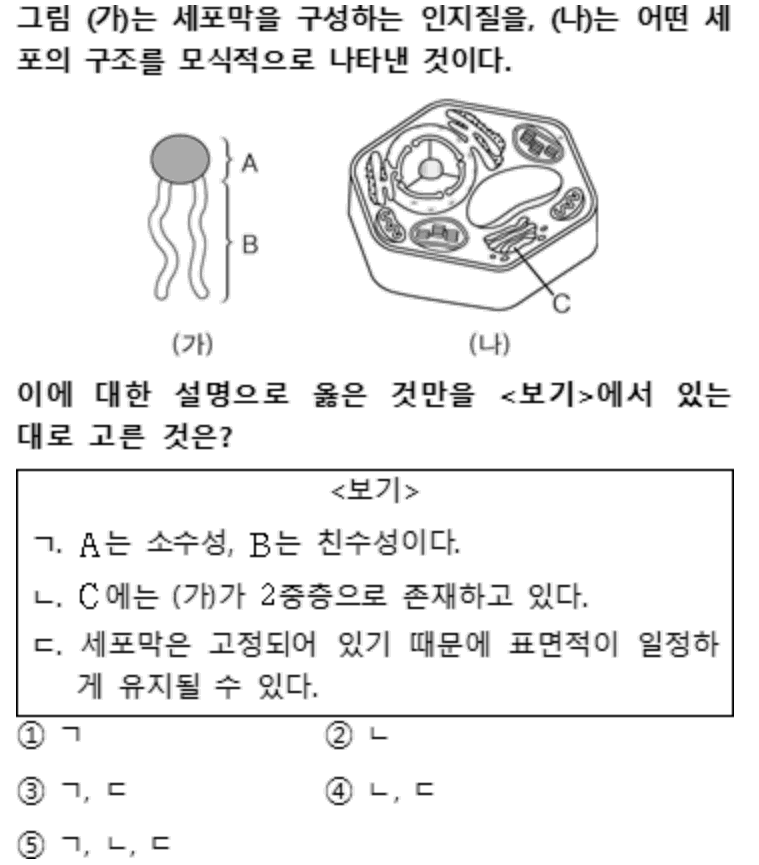 그림 (가)는 세포막을 구성하는 인지질을, (나)는 어떤 세
포의 구조를 모식적으로 나타낸 것이다.
A
B
C
(가)
(나)
이에 대한 설명으로 옳은 것만을 <보기>에서 있는
대로 고른 것은?
<보기>
ㄱ. A는 소수성, B는 친수성이다.
ㄴ. C에는 (가)가 2중층으로 존재하고 있다.
ㄷ. 세포막은 고정되어 있기 때문에 표면적이 일정하
게 유지될 수 있다.
① ㄱ ② ㄴ
③ ㄱ, ㄷ ④ ㄴ, ㄷ
⑤ ㄱ, ㄴ, ㄷ